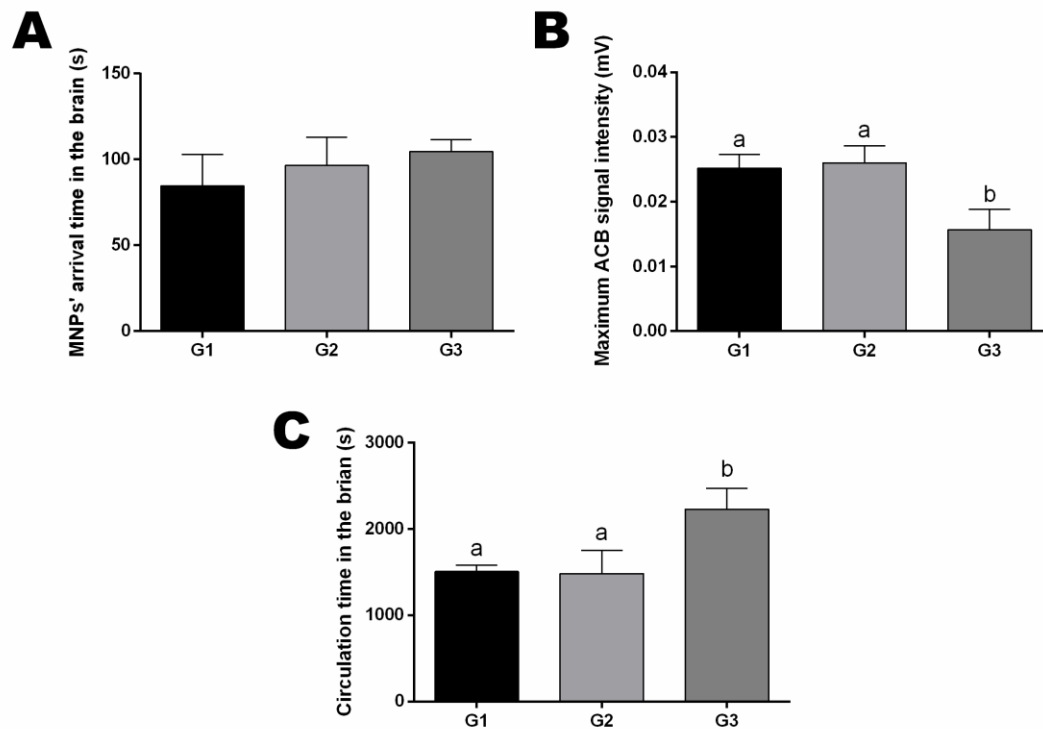 A
MNPs' arrival time in the brain (s)
150
100
50
0
G1 G2 G3
B
Maximum ACB signal intensity (mV)
0.04
0.03
0.02
0.01
0.00
a a b
G1 G2 G3
C
Circulation time in the brian (s)
3000
2000
1000
0
a a b
G1 G2 G3